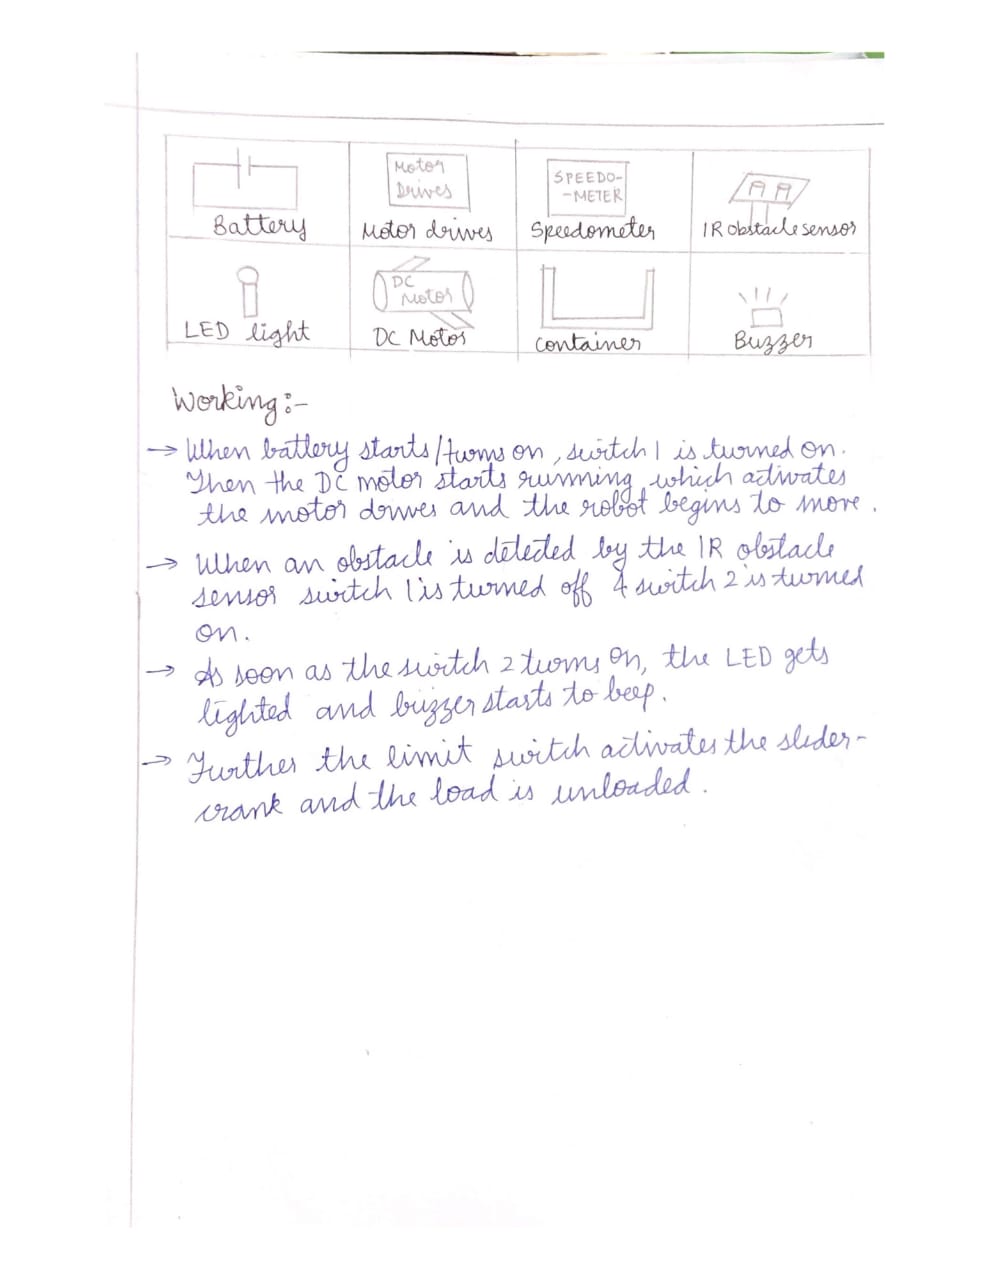 Motor
Drives
SPEEDO-
-METER
Battery
Motor drives
Speedometer
IR obstacle sensor
DC
Motor
LED light
DC Motor
Container
Buzzer
Working:-
→ When battery starts/turns on, switch 1 is turned on.
Then the DC motor starts running, which activates
the motor drives and the robot begins to move.
→ When an obstacle is detected by the IR obstacle
sensor switch 1 is turned off & switch 2 is turned
on.
→ As soon as the switch 2 turns on, the LED gets
lighted and buzzer starts to beep.
→ Further the limit switch activates the slider-
crank and the load is unloaded.